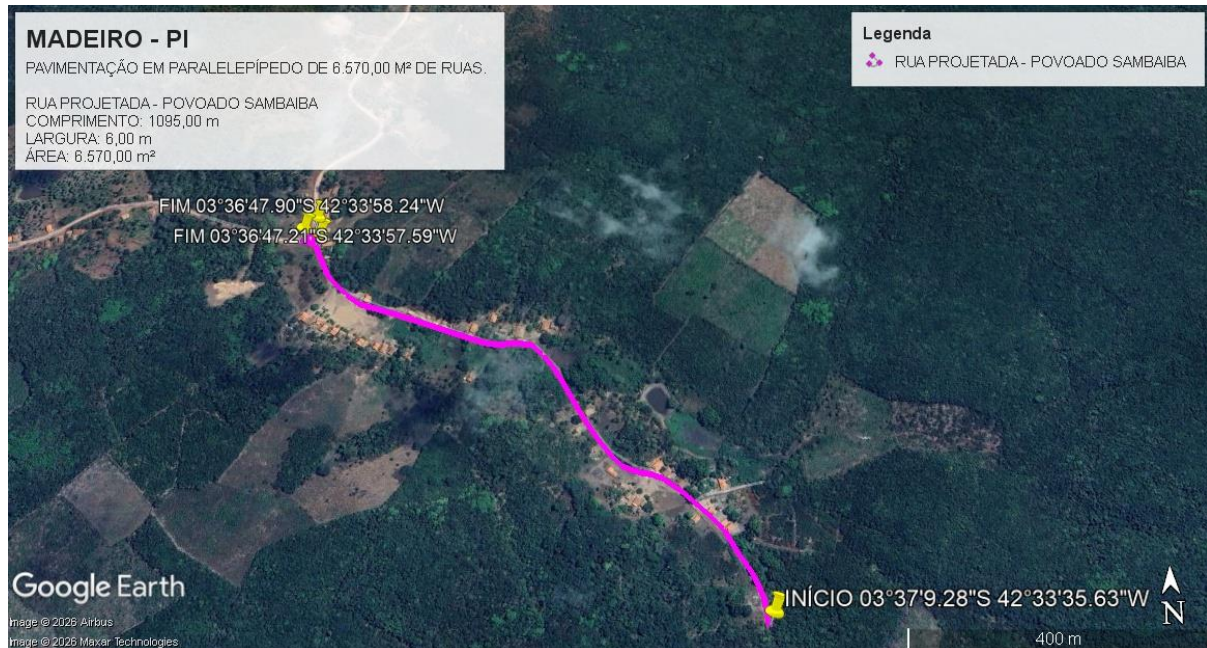 MADEIRO - PI
PAVIMENTAÇÃO EM PARALELEPÍPEDO DE 6.570,00 M² DE RUAS.
RUA PROJETADA - POVOADO SAMBAIBA
COMPRIMENTO: 1095,00 m
LARGURA: 6,00 m
ÁREA: 6.570,00 m²
Legenda
RUA PROJETADA - POVOADO SAMBAIBA
FIM 03°36'47.90"S 42°33'58.24"W
FIM 03°36'47.21"S 42°33'57.59"W
INÍCIO 03°37'9.28"S 42°33'35.63"W
Google Earth
Image © 2026 Airbus
Image © 2026 Maxar Technologies
400 m
N